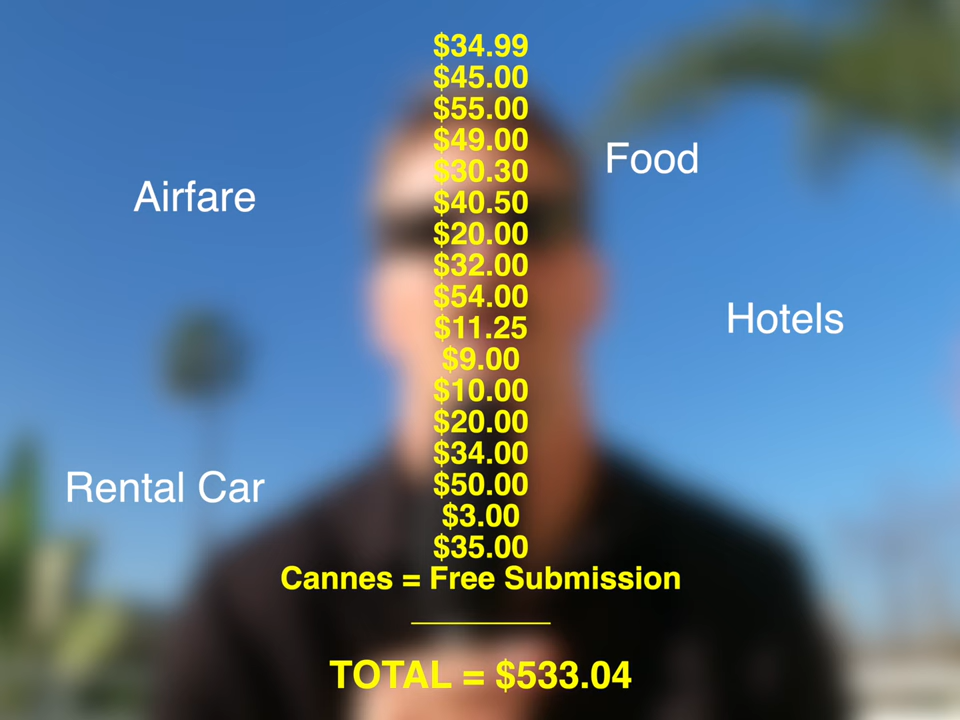 $34.99
$45.00
$55.00
$49.00
Food
$30.30
Airfare
$40.50
$20.00
$32.00
$54.00
Hotels
$11.25
$9.00
$10.00
$20.00
$34.00
Rental Car
$50.00
$3.00
$35.00
Cannes = Free Submission
TOTAL = $533.04